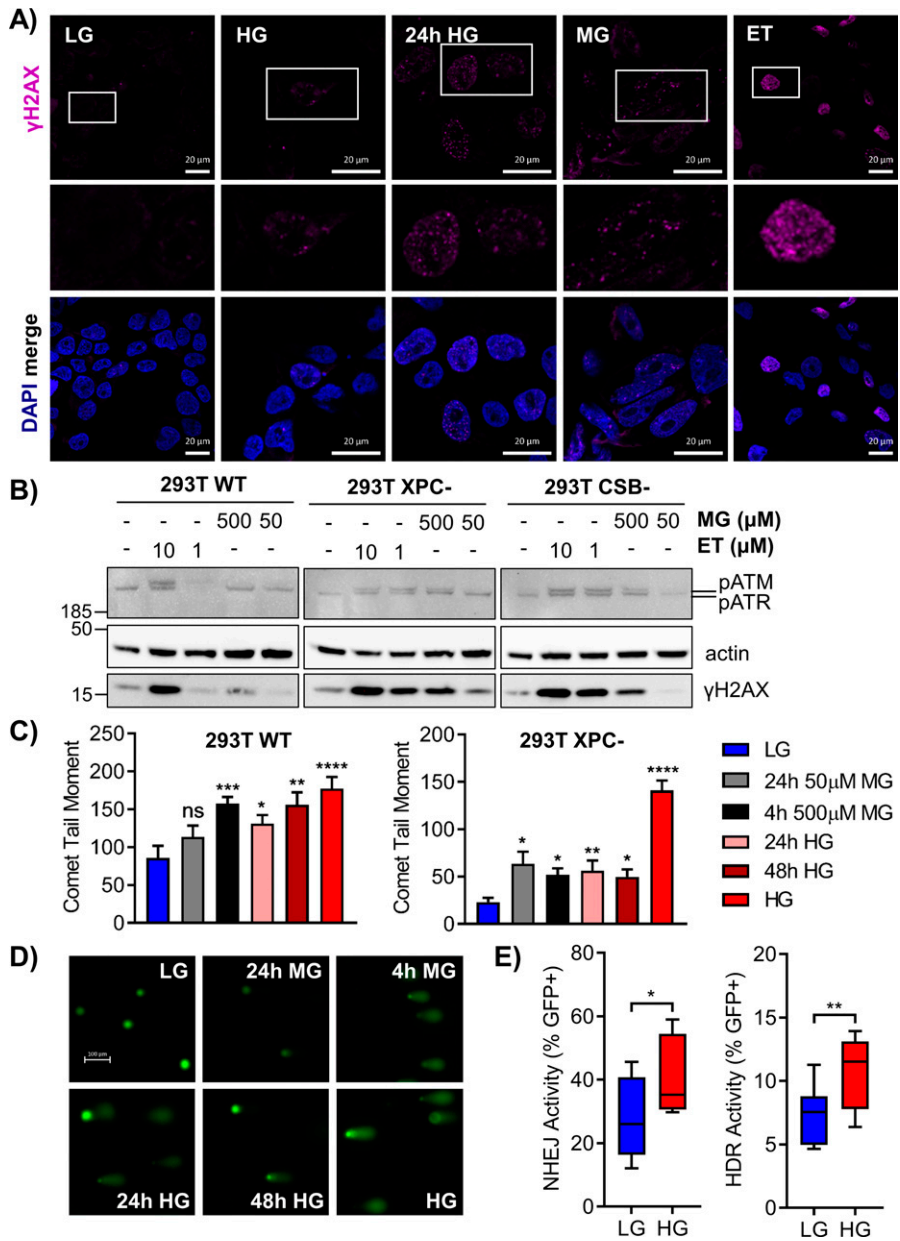 A)
LG HG 24h HG MG ET
γH2AX
20 μm 20 μm 20 μm 20 μm 20 μm
DAPI merge
20 μm 20 μm 20 μm 20 μm 20 μm
B)
293T WT 293T XPC- 293T CSB-
- - - 500 50 - - - 500 50 - - - 500 50 MG (μM)
- 10 1 - - - 10 1 - - - 10 1 - - ET (μM)
pATM
pATR
185
50
actin
15
γH2AX
C)
293T WT
Comet Tail Moment
250
200
150
100
50
0
ns *** * ** ****
293T XPC-
Comet Tail Moment
200
150
100
50
0
* * ** * ****
LG
24h 50μM MG
4h 500μM MG
24h HG
48h HG
HG
D)
LG 24h MG 4h MG
100 μm
24h HG 48h HG HG
E)
NHEJ Activity (% GFP+)
80
60
40
20
0
*
LG HG
HDR Activity (% GFP+)
20
15
10
5
0
**
LG HG